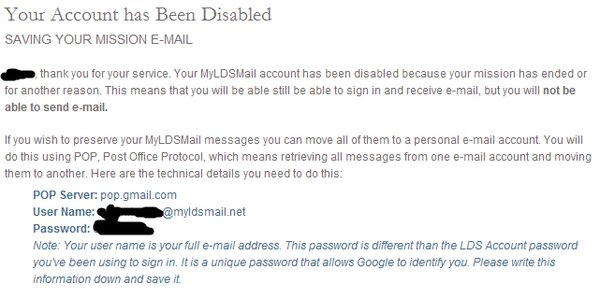 Your Account has Been Disabled
SAVING YOUR MISSION E-MAIL
, thank you for your service. Your MyLDSMail account has been disabled because your mission has ended or
for another reason. This means that you will be able still be able to sign in and receive e-mail, but you will not be
able to send e-mail.
If you wish to preserve your MyLDSMail messages you can move all of them to a personal e-mail account. You will
do this using POP, Post Office Protocol, which means retrieving all messages from one e-mail account and moving
them to another. Here are the technical details you need to do this:
POP Server: pop.gmail.com
User Name: @myldsmail.net
Password:
Note: Your user name is your full e-mail address. This password is different than the LDS Account password
you've been using to sign in. It is a unique password that allows Google to identify you. Please write this
information down and save it.